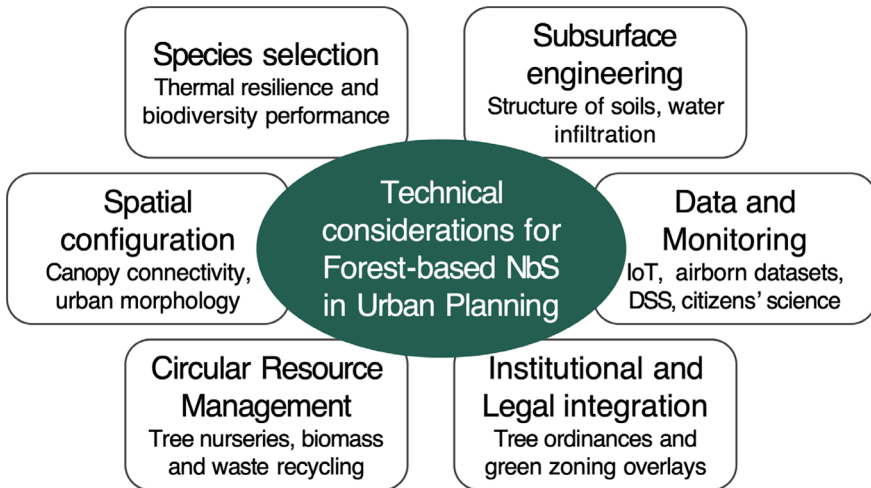 Species selection
Thermal resilience and
biodiversity performance
Subsurface
engineering
Structure of soils, water
infiltration
Spatial
configuration
Canopy connectivity,
urban morphology
Technical
considerations for
Forest-based NbS
in Urban Planning
Data and
Monitoring
IoT, airborn datasets,
DSS, citizens’ science
Circular Resource
Management
Tree nurseries, biomass
and waste recycling
Institutional and
Legal integration
Tree ordinances and
green zoning overlays